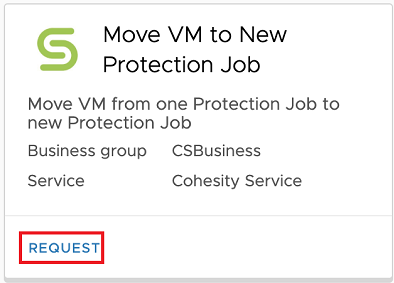 Move VM to New
Protection Job
Move VM from one Protection Job to
new Protection Job
Business group CSBusiness
Service Cohesity Service
REQUEST